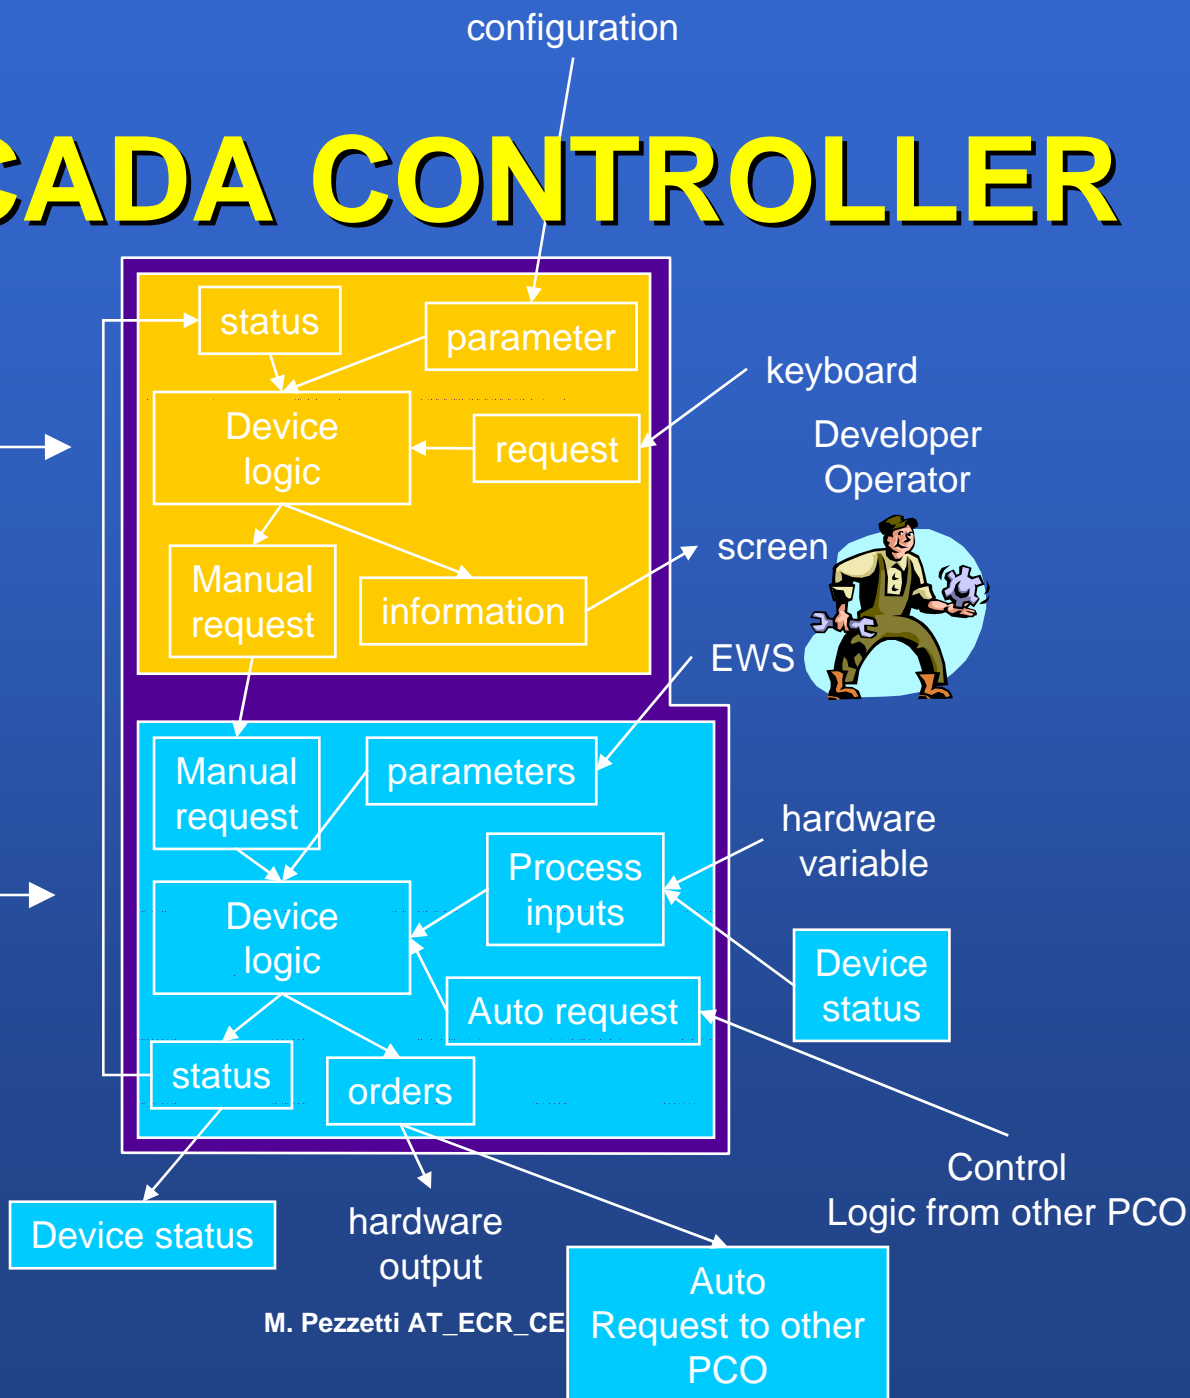 configuration
CADA CONTROLLER
status
parameter
keyboard
Device
logic
request
Developer
Operator
screen
Manual
request
information
EWS
Manual
request
parameters
hardware
variable
Process
inputs
Device
logic
Device
status
Auto request
status
orders
Control
Logic from other PCO
Device status
hardware
output
Auto
Request to other
PCO
M. Pezzetti AT_ECR_CE